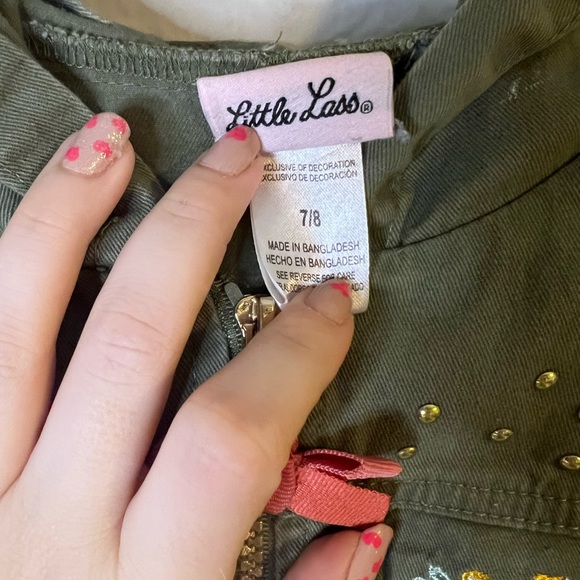 Little Lass®
EXCLUSIVE OF DECORATION
EXCLUSIVO DE DECORACIÓN
7/8
MADE IN BANGLADESH
HECHO EN BANGLADESH
SEE REVERSE FOR CARE